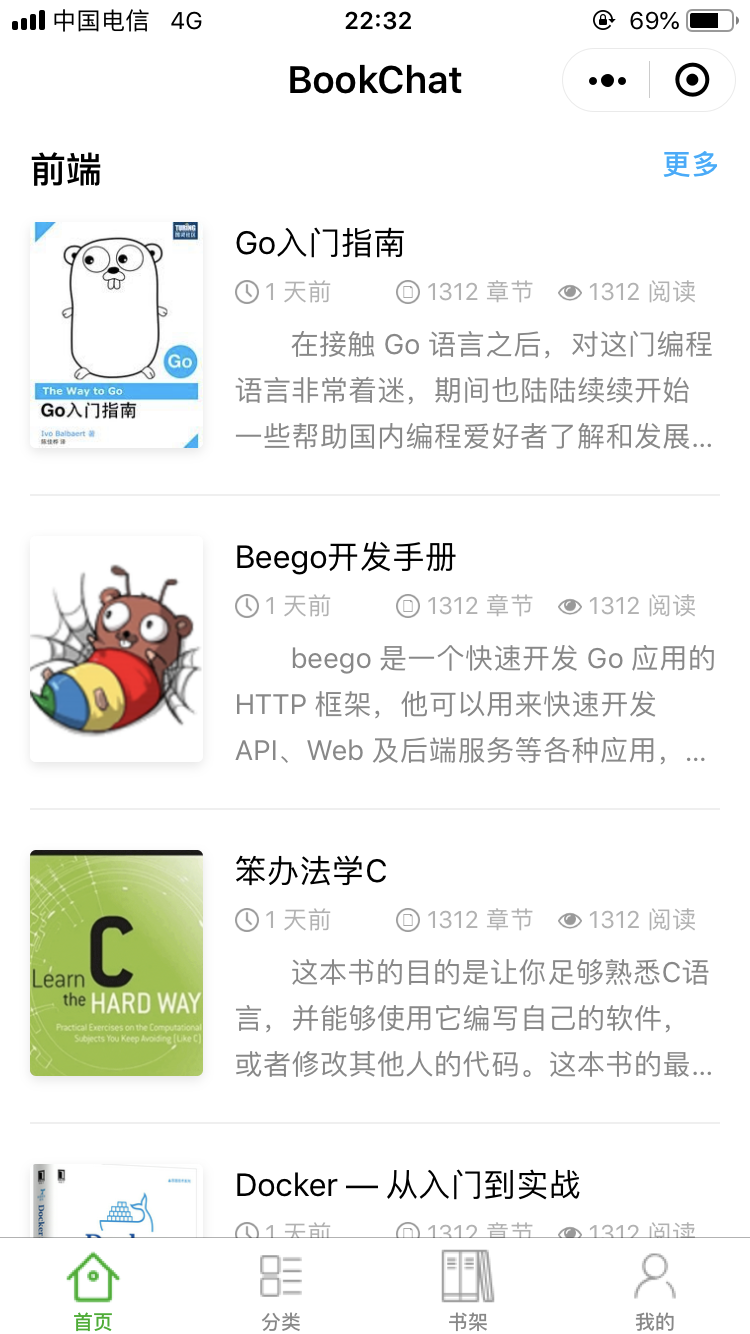 中国电信 4G 22:32 69%
BookChat
前端 更多
TURING
The Way to Go
Go
Go入门指南
Ivo Balbaert 著
Go入门指南
1 天前 1312 章节 1312 阅读
在接触 Go 语言之后，对这门编程
语言非常着迷，期间也陆陆续续开始
一些帮助国内编程爱好者了解和发展...
Beego开发手册
1 天前 1312 章节 1312 阅读
beego 是一个快速开发 Go 应用的
HTTP 框架，他可以用来快速开发
API、Web 及后端服务等各种应用，...
Learn C
the HARD WAY
Practical Exercises on the Computational
Subjects You Keep Avoiding [Like C]
笨办法学C
1 天前 1312 章节 1312 阅读
这本书的目的是让你足够熟悉C语
言，并能够使用它编写自己的软件，
或者修改其他人的代码。这本书的最...
Docker
Docker — 从入门到实战
1 天前 1312 章节 1312 阅读
首页 分类 书架 我的